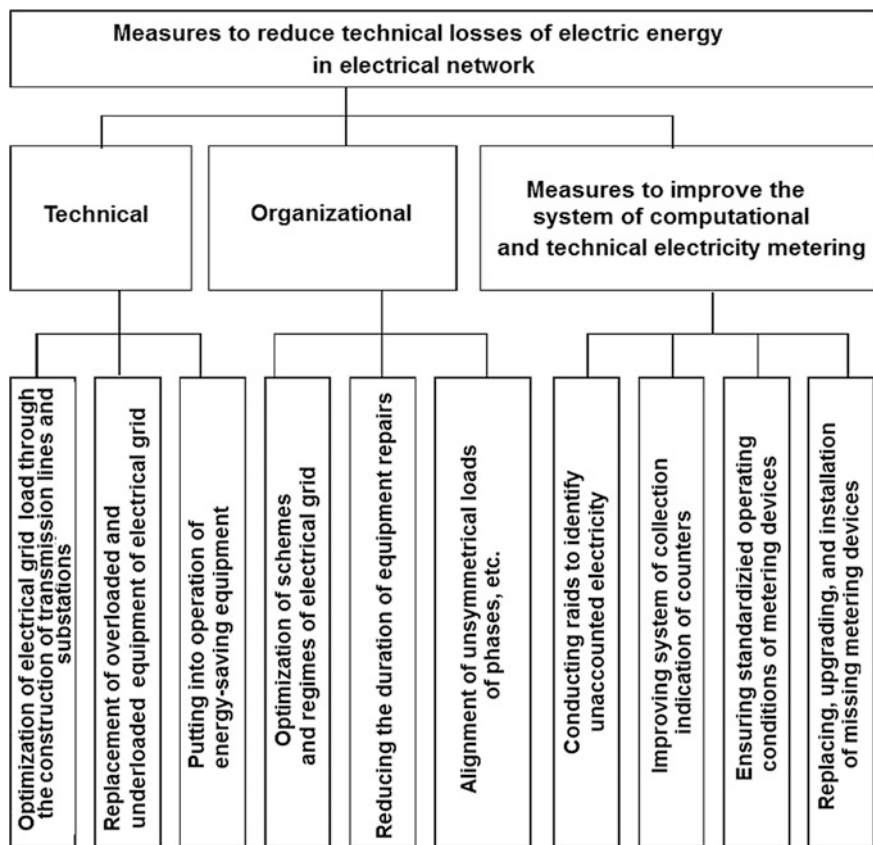 Measures to reduce technical losses of electric energy
in electrical network
Technical
Organizational
Measures to improve the
system of computational
and technical electricity metering
Optimization of electrical grid load through
the construction of transmission lines and
substations
Replacement of overloaded and
underloaded equipment of electrical grid
Putting into operation of
energy-saving equipment
Optimization of schemes
and regimes of electrical grid
Reducing the duration of equipment repairs
Alignment of unsymmetrical loads
of phases, etc.
Conducting raids to identify
unaccounted electricity
Improving system of collection
indication of counters
Ensuring standardizied operating
conditions of metering devices
Replacing, upgrading, and installation
of missing metering devices